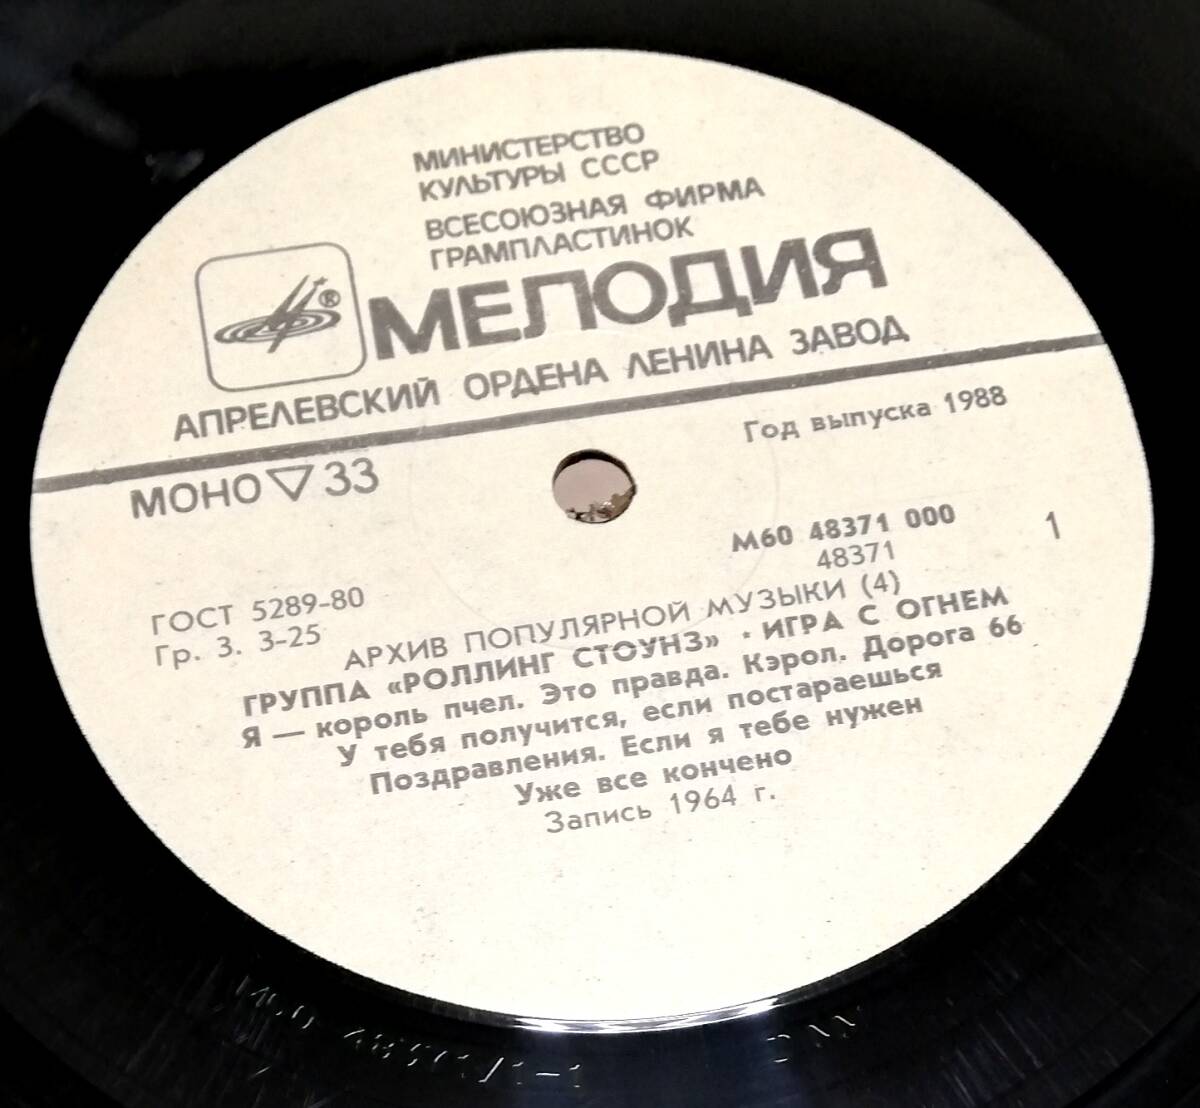 МИНИСТЕРСТВО
КУЛЬТУРЫ СССР
ВСЕСОЮЗНАЯ ФИРМА
ГРАМПЛАСТИНОК
®
МЕЛОДИЯ
АПРЕЛЕВСКИЙ ОРДЕНА ЛЕНИНА ЗАВОД
МОНО ▽ 33
Год выпуска 1988
ГОСТ 5289-80
Гр. 3. 3-25
М60 48371 000
48371
1
АРХИВ ПОПУЛЯРНОЙ МУЗЫКИ (4)
ГРУППА «РОЛЛИНГ СТОУНЗ» • ИГРА С ОГНЕМ
Я — король пчел. Это правда. Кэрол. Дорога 66
У тебя получится, если постараешься
Поздравления. Если я тебе нужен
Уже все кончено
Запись 1964 г.